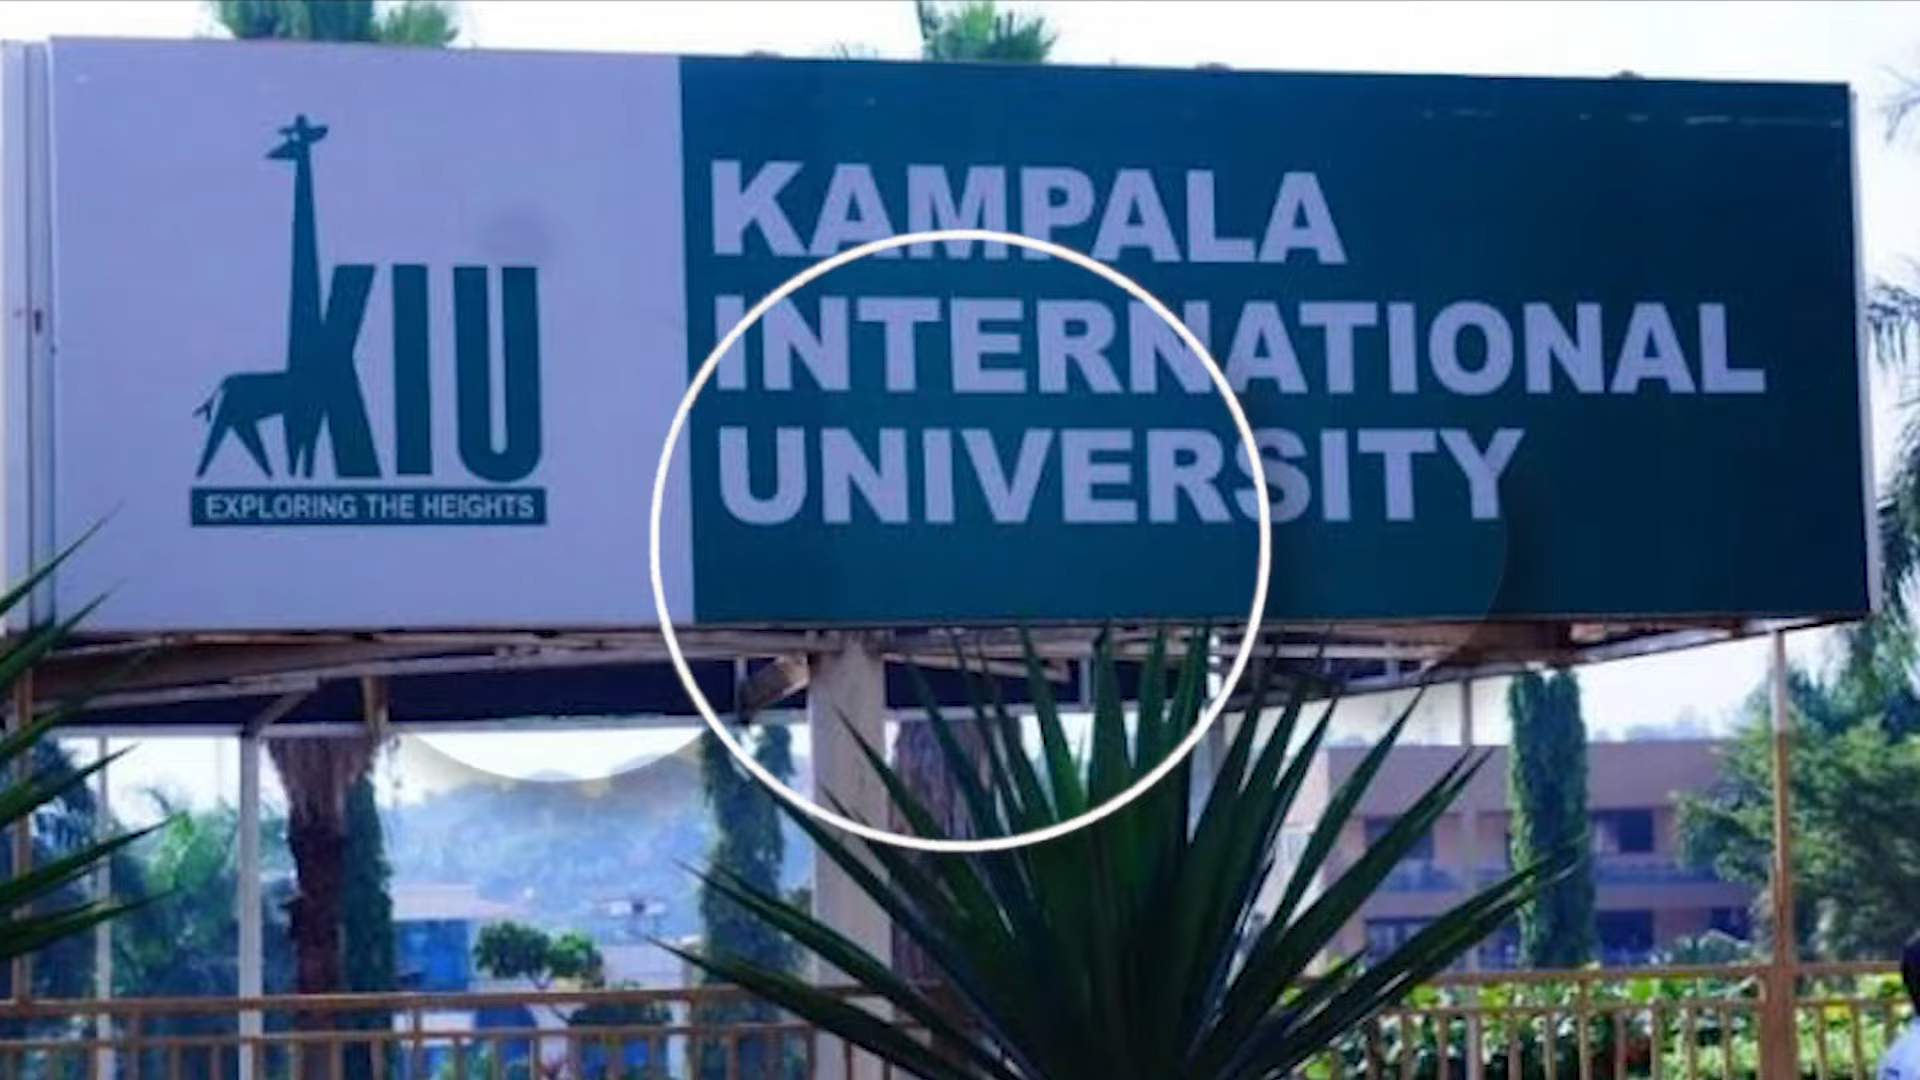 KIU
EXPLORING THE HEIGHTS
KAMPALA
INTERNATIONAL
UNIVERSITY